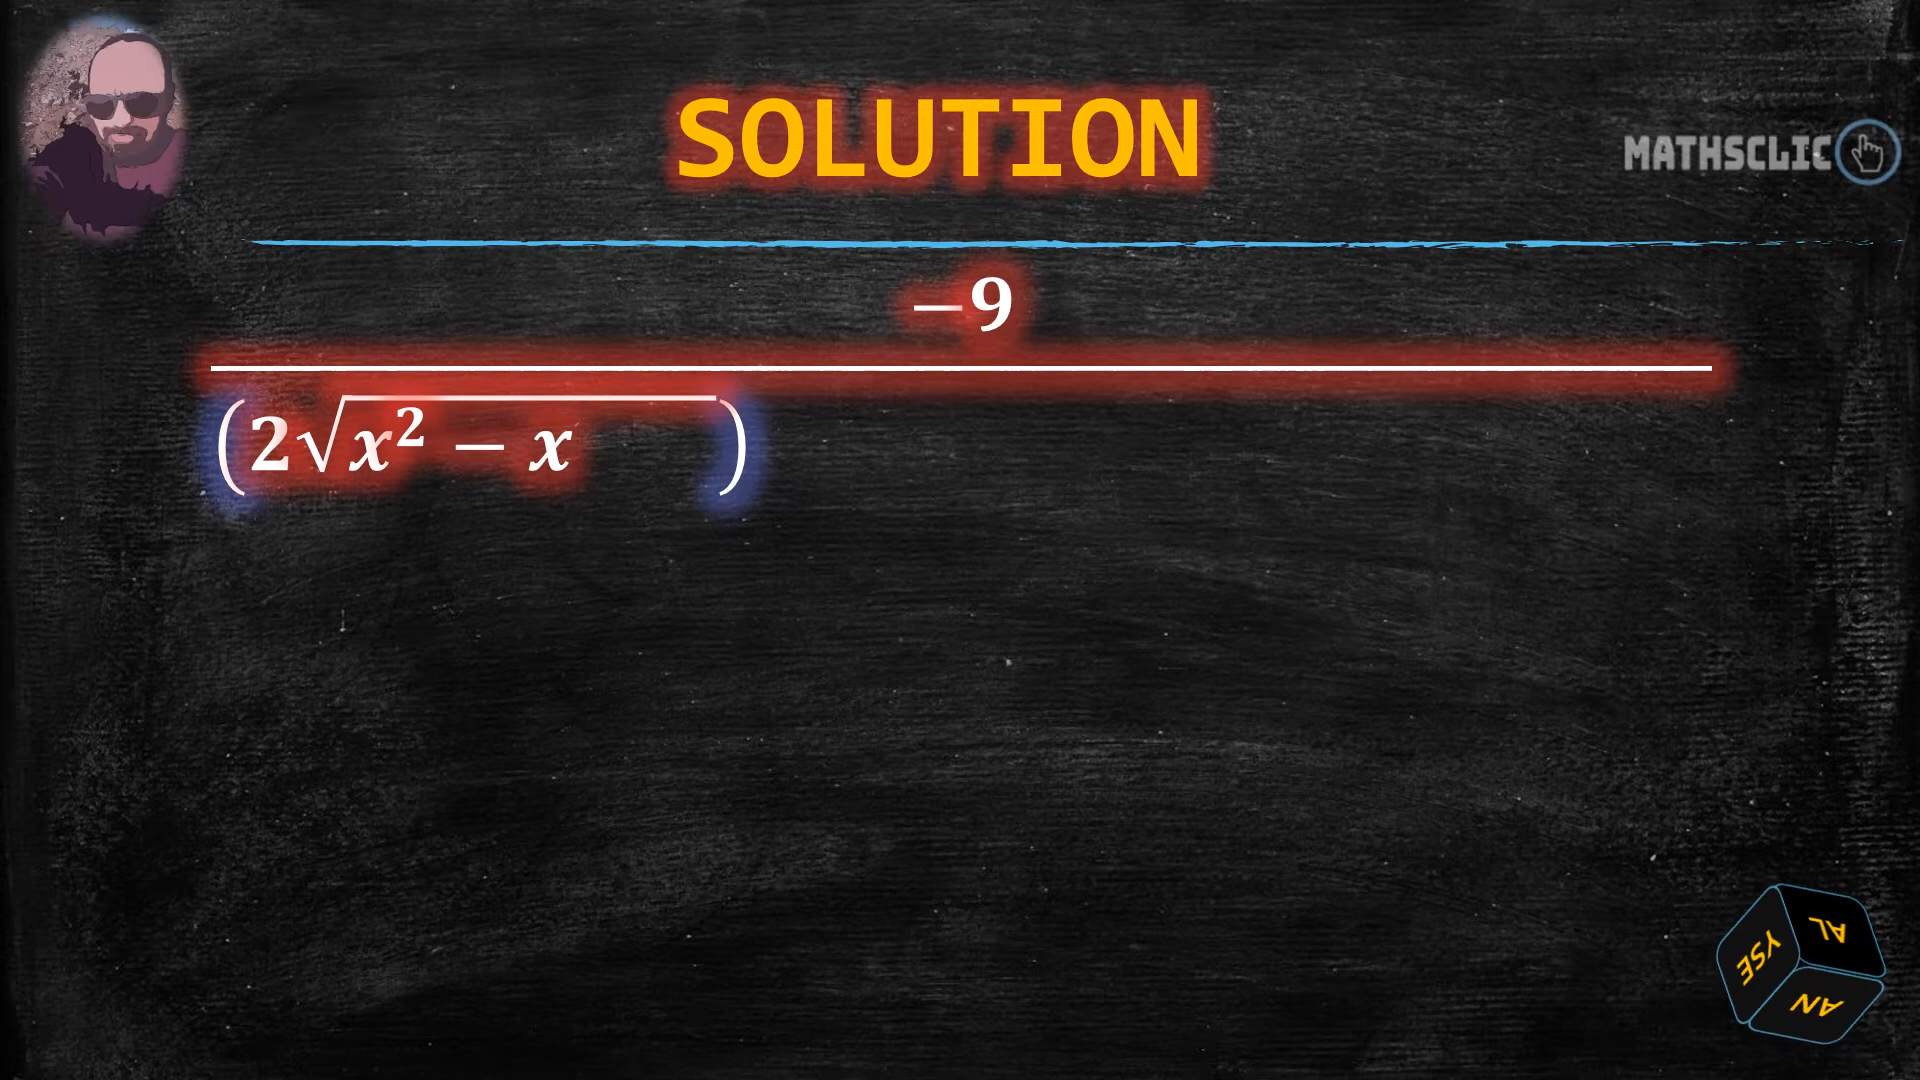 SOLUTION
MATHSCLIC
−9
(2√x² − x )
YSE
AL
AN